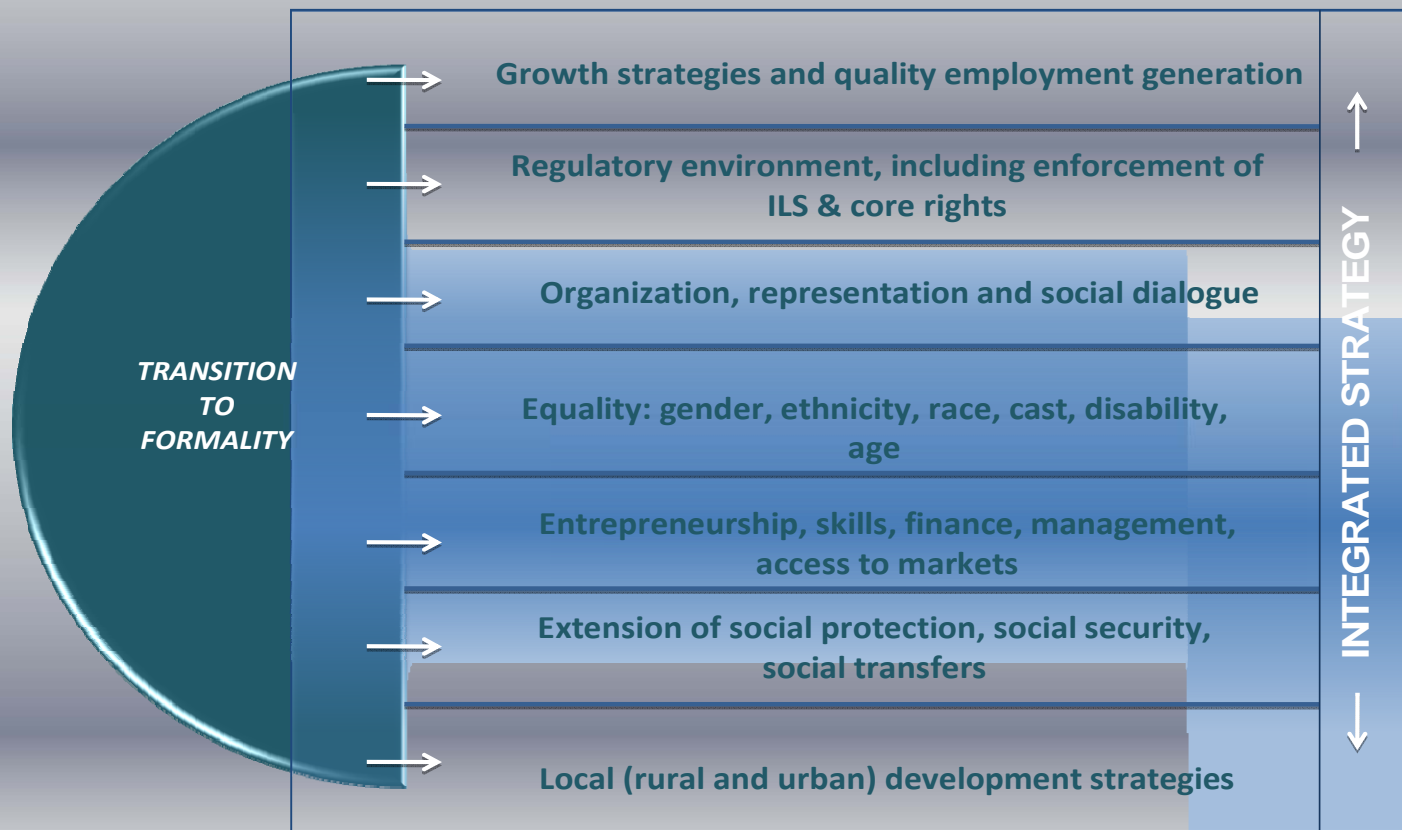 Growth strategies and quality employment generation
Regulatory environment, including enforcement of
ILS & core rights
Organization, representation and social dialogue
TRANSITION
TO
FORMALITY
Equality: gender, ethnicity, race, cast, disability,
age
Entrepreneurship, skills, finance, management,
access to markets
Extension of social protection, social security,
social transfers
Local (rural and urban) development strategies
INTEGRATED STRATEGY